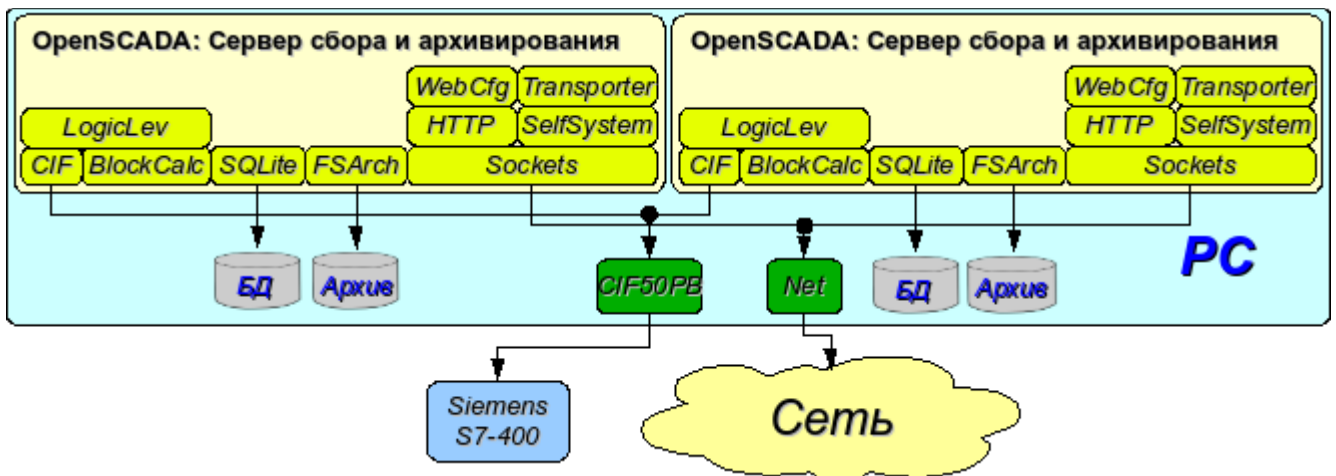 OpenSCADA: Сервер сбора и архивирования
OpenSCADA: Сервер сбора и архивирования
WebCfg Transporter
WebCfg Transporter
LogicLev HTTP SelfSystem
LogicLev HTTP SelfSystem
CIF BlockCalc SQLite FSArch Sockets
CIF BlockCalc SQLite FSArch Sockets
PC
БД Архив CIF50PB Net БД Архив
Siemens
S7-400
Сеть